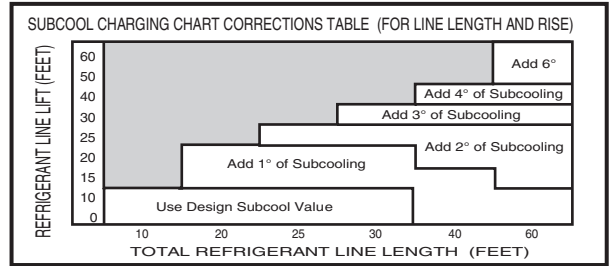 SUBCOOL CHARGING CHART CORRECTIONS TABLE (FOR LINE LENGTH AND RISE)
REFRIGERANT LINE LIFT (FEET)
60
50
40
30
25
20
15
10
0
Add 6°
Add 4° of Subcooling
Add 3° of Subcooling
Add 2° of Subcooling
Add 1° of Subcooling
Use Design Subcool Value
10 20 25 30 40 60
TOTAL REFRIGERANT LINE LENGTH (FEET)